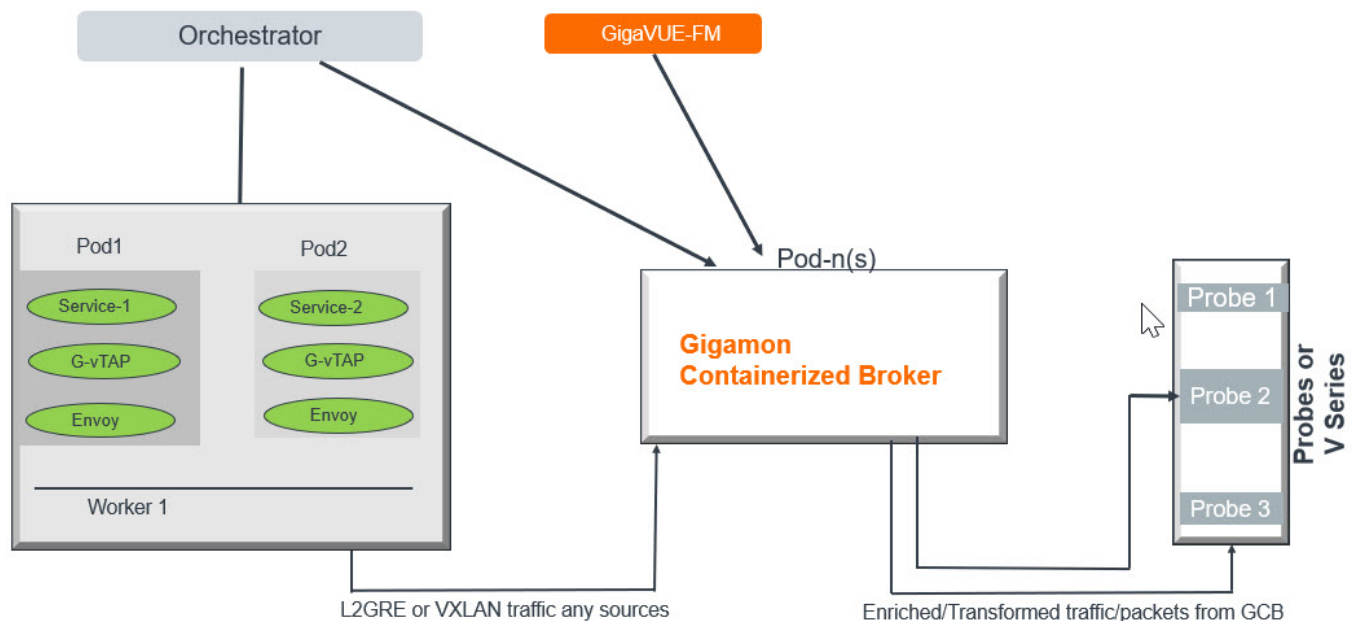 Orchestrator
GigaVUE-FM
Pod1
Pod2
Service-1
G-vTAP
Envoy
Service-2
G-vTAP
Envoy
Worker 1
Pod-n(s)
Gigamon
Containerized Broker
Probe 1
Probe 2
Probe 3
Probes or
V Series
L2GRE or VXLAN traffic any sources
Enriched/Transformed traffic/packets from GCB